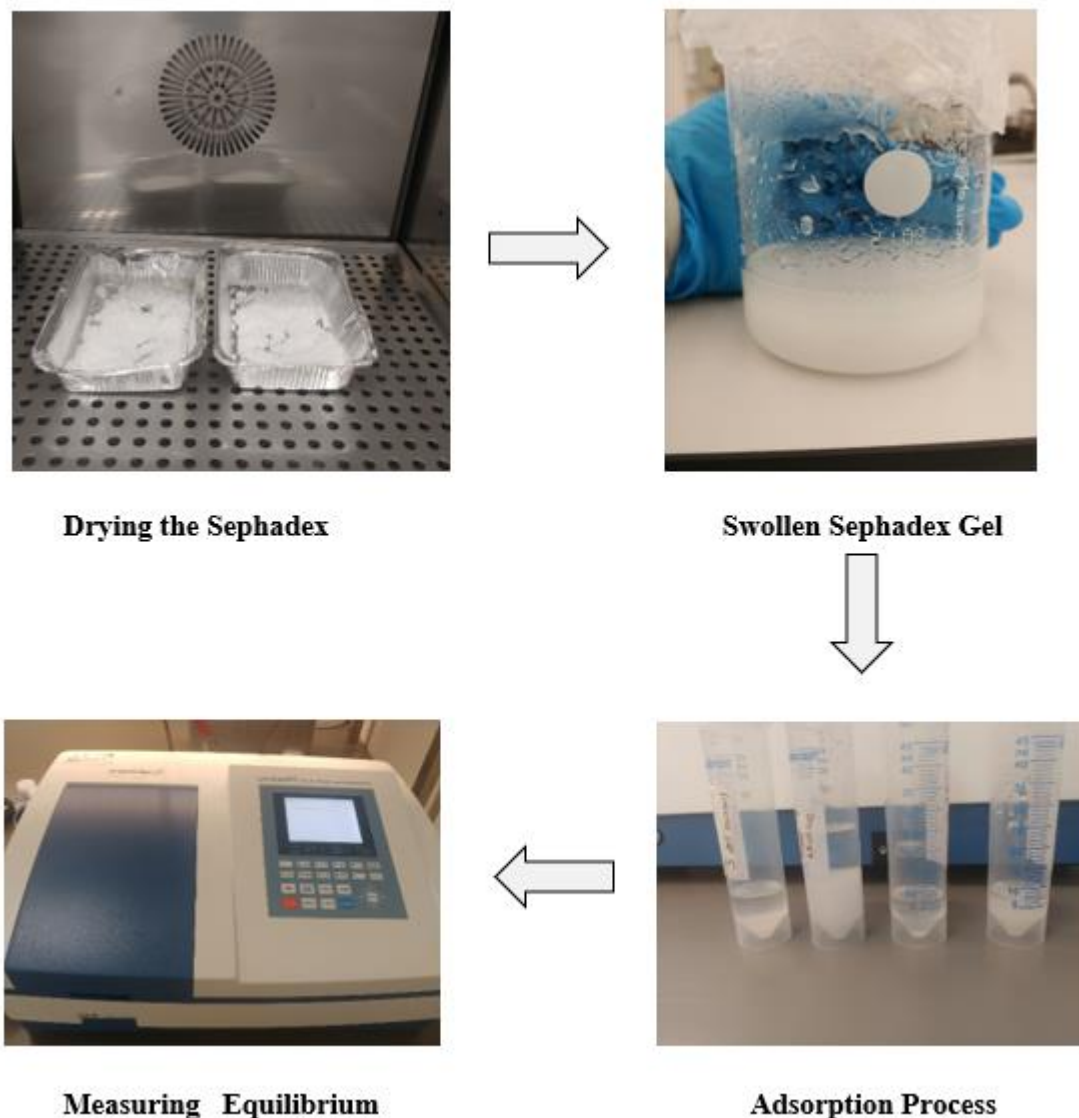 Drying the Sephadex
Swollen Sephadex Gel
Measuring Equilibrium
Adsorption Process